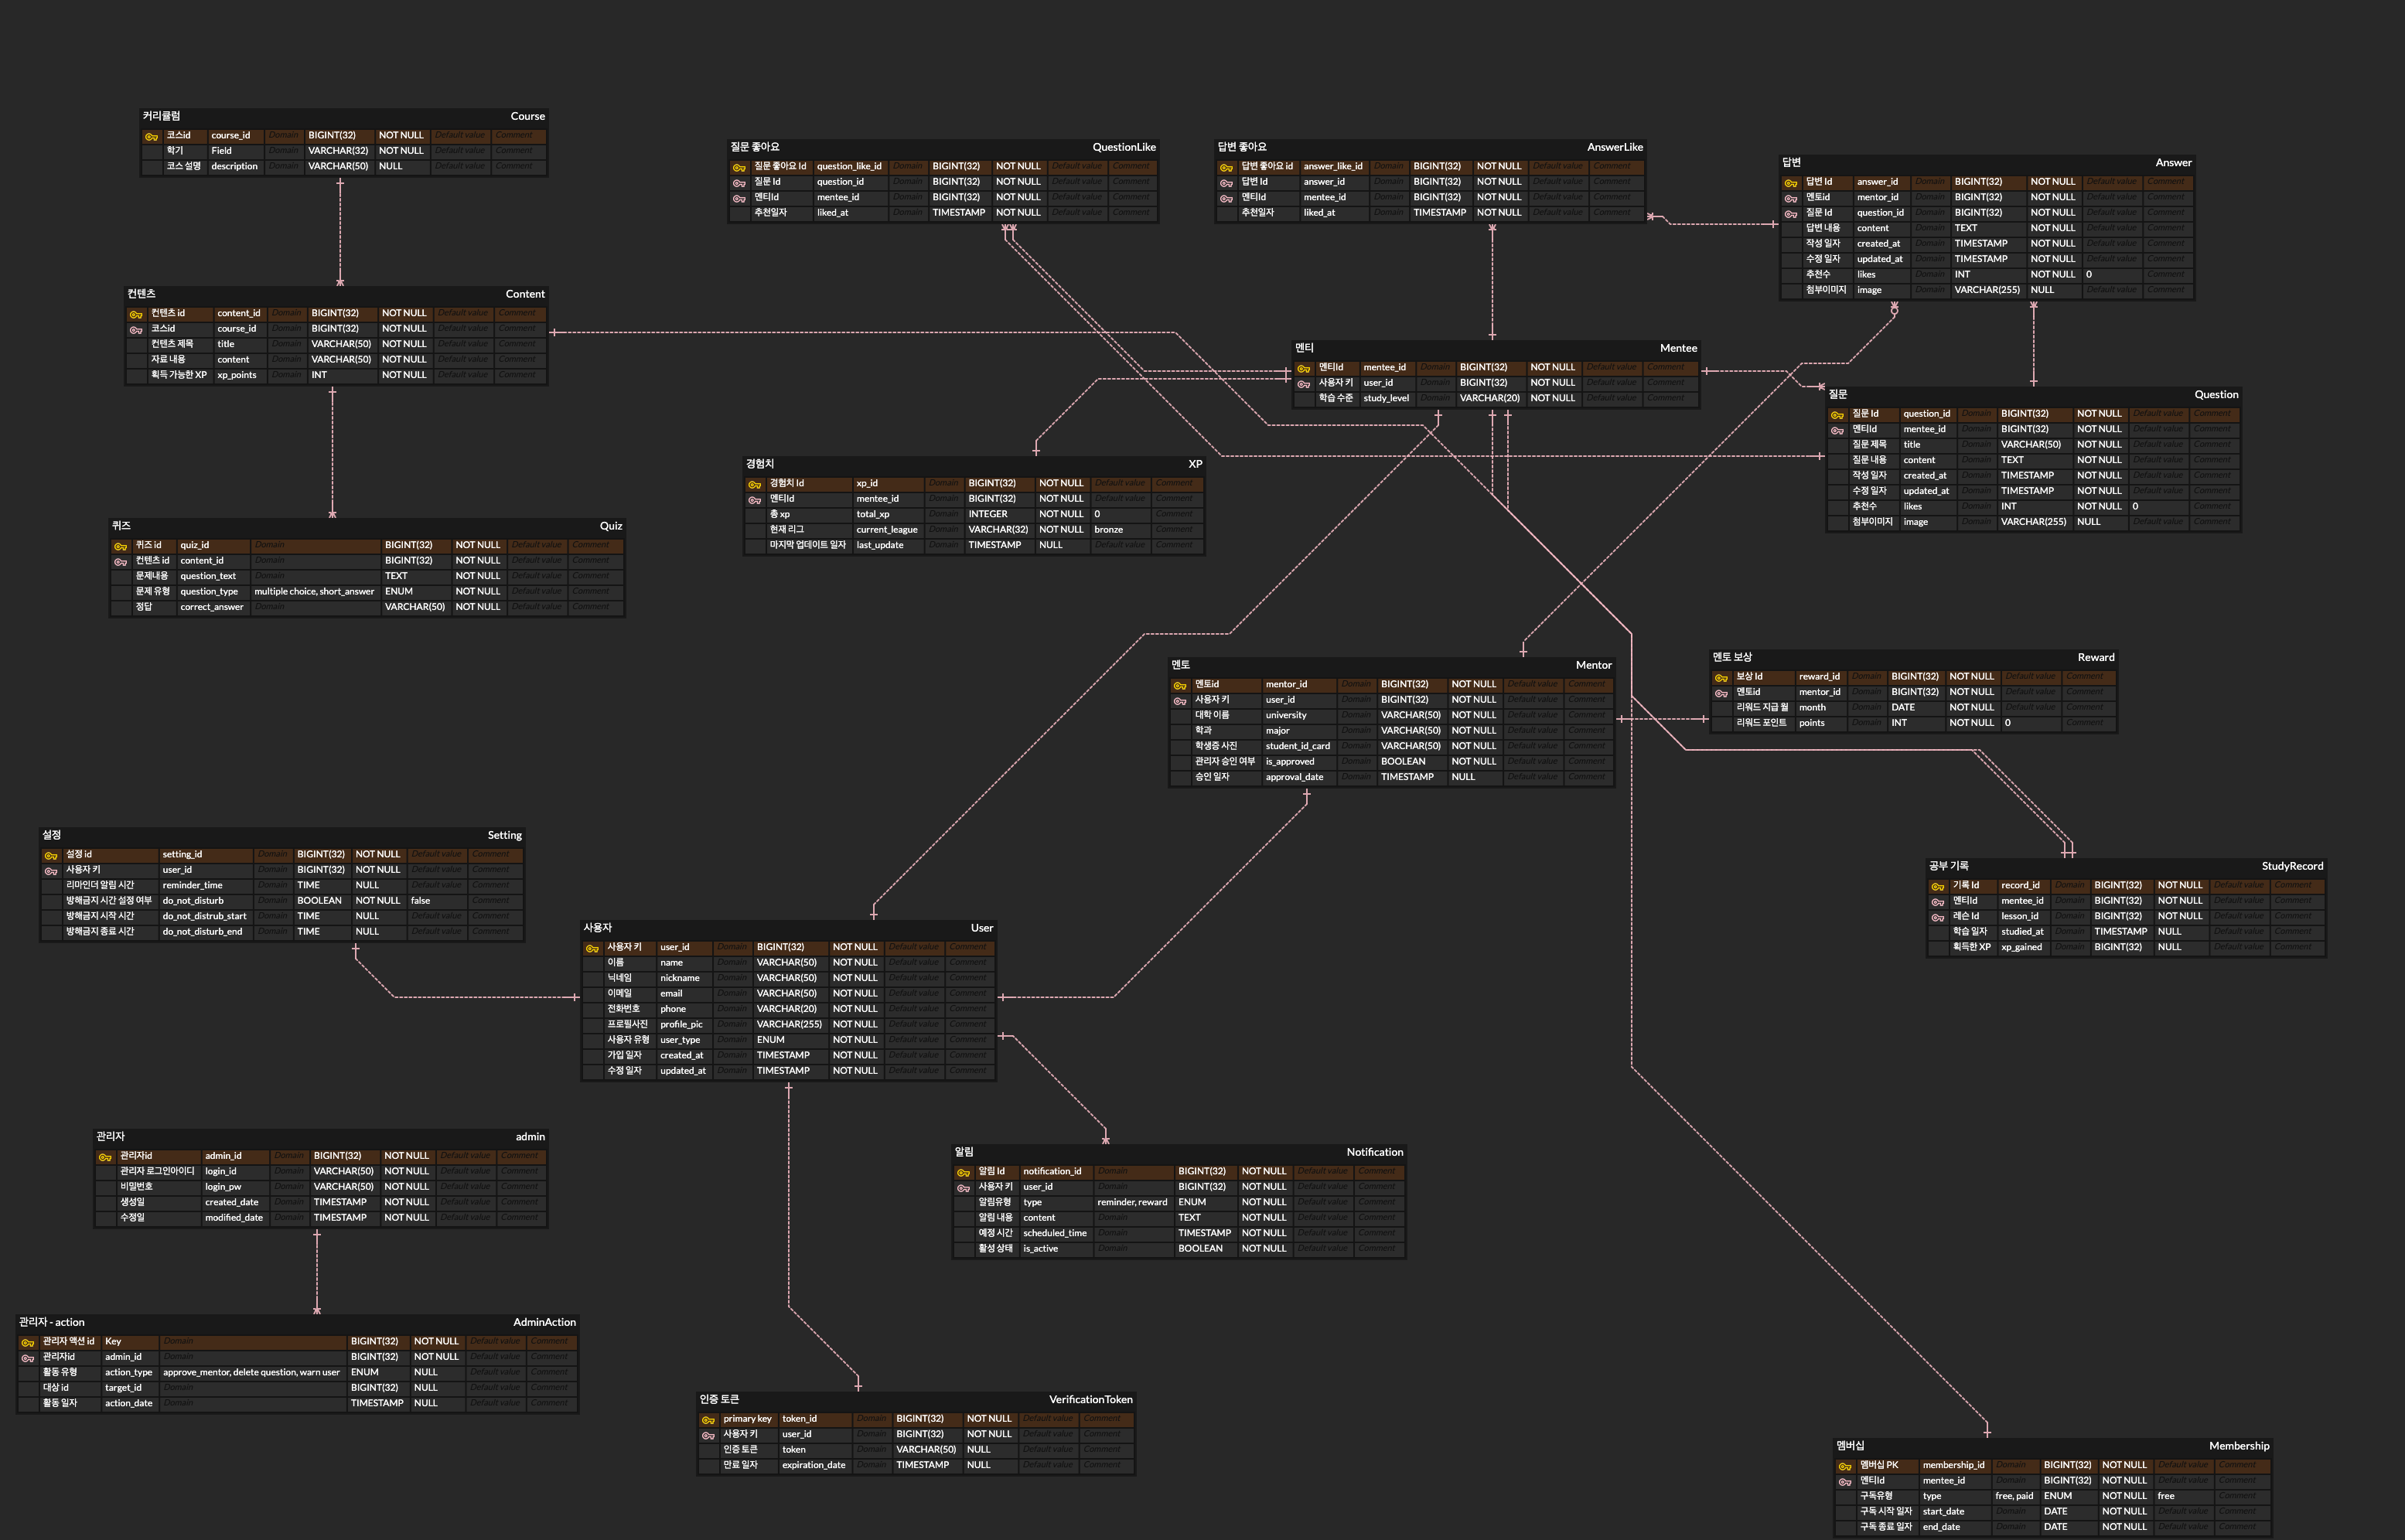 커리큘럼 Course
코스id course_id Domain BIGINT(32) NOT NULL Default value Comment
학기 Field Domain VARCHAR(32) NOT NULL Default value Comment
코스 설명 description Domain VARCHAR(50) NULL Default value Comment
질문 좋아요 QuestionLike
질문 좋아요 Id question_like_id Domain BIGINT(32) NOT NULL Default value Comment
질문 Id question_id Domain BIGINT(32) NOT NULL Default value Comment
멘티Id mentee_id Domain BIGINT(32) NOT NULL Default value Comment
추천일자 liked_at Domain TIMESTAMP NOT NULL Default value Comment
답변 좋아요 AnswerLike
답변 좋아요 id answer_like_id Domain BIGINT(32) NOT NULL Default value Comment
답변 Id answer_id Domain BIGINT(32) NOT NULL Default value Comment
멘티Id mentee_id Domain BIGINT(32) NOT NULL Default value Comment
추천일자 liked_at Domain TIMESTAMP NOT NULL Default value Comment
답변 Answer
답변 Id answer_id Domain BIGINT(32) NOT NULL Default value Comment
멘토id mentor_id Domain BIGINT(32) NOT NULL Default value Comment
질문 Id question_id Domain BIGINT(32) NOT NULL Default value Comment
답변 내용 content Domain TEXT NOT NULL Default value Comment
작성 일자 created_at Domain TIMESTAMP NOT NULL Default value Comment
수정 일자 updated_at Domain TIMESTAMP NOT NULL Default value Comment
추천수 likes Domain INT NOT NULL 0 Comment
첨부이미지 image Domain VARCHAR(255) NULL Default value Comment
컨텐츠 Content
컨텐츠 id content_id Domain BIGINT(32) NOT NULL Default value Comment
코스id course_id Domain BIGINT(32) NOT NULL Default value Comment
컨텐츠 제목 title Domain VARCHAR(50) NOT NULL Default value Comment
자료 내용 content Domain VARCHAR(50) NOT NULL Default value Comment
획득 가능한 XP xp_points Domain INT NOT NULL Default value Comment
멘티 Mentee
멘티Id mentee_id Domain BIGINT(32) NOT NULL Default value Comment
사용자 키 user_id Domain BIGINT(32) NOT NULL Default value Comment
학습 수준 study_level Domain VARCHAR(20) NOT NULL Default value Comment
질문 Question
질문 Id question_id Domain BIGINT(32) NOT NULL Default value Comment
멘티Id mentee_id Domain BIGINT(32) NOT NULL Default value Comment
질문 제목 title Domain VARCHAR(50) NOT NULL Default value Comment
질문 내용 content Domain TEXT NOT NULL Default value Comment
작성 일자 created_at Domain TIMESTAMP NOT NULL Default value Comment
수정 일자 updated_at Domain TIMESTAMP NOT NULL Default value Comment
추천수 likes Domain INT NOT NULL 0 Comment
첨부이미지 image Domain VARCHAR(255) NULL Default value Comment
경험치 XP
경험치 Id xp_id Domain BIGINT(32) NOT NULL Default value Comment
멘티Id mentee_id Domain BIGINT(32) NOT NULL Default value Comment
총 xp total_xp Domain INTEGER NOT NULL 0 Comment
현재 리그 current_league Domain VARCHAR(32) NOT NULL bronze Comment
마지막 업데이트 일자 last_update Domain TIMESTAMP NULL Default value Comment
퀴즈 Quiz
퀴즈 id quiz_id Domain BIGINT(32) NOT NULL Default value Comment
컨텐츠 id content_id Domain BIGINT(32) NOT NULL Default value Comment
문제내용 question_text Domain TEXT NOT NULL Default value Comment
문제 유형 question_type multiple choice, short_answer ENUM NOT NULL Default value Comment
정답 correct_answer Domain VARCHAR(50) NOT NULL Default value Comment
멘토 Mentor
멘토id mentor_id Domain BIGINT(32) NOT NULL Default value Comment
사용자 키 user_id Domain BIGINT(32) NOT NULL Default value Comment
대학 이름 university Domain VARCHAR(50) NOT NULL Default value Comment
학과 major Domain VARCHAR(50) NOT NULL Default value Comment
학생증 사진 student_id_card Domain VARCHAR(50) NOT NULL Default value Comment
관리자 승인 여부 is_approved Domain BOOLEAN NOT NULL Default value Comment
승인 일자 approval_date Domain TIMESTAMP NULL Default value Comment
멘토 보상 Reward
보상 Id reward_id Domain BIGINT(32) NOT NULL Default value Comment
멘토id mentor_id Domain BIGINT(32) NOT NULL Default value Comment
리워드 지급 월 month Domain DATE NOT NULL Default value Comment
리워드 포인트 points Domain INT NOT NULL 0 Comment
설정 Setting
설정 id setting_id Domain BIGINT(32) NOT NULL Default value Comment
사용자 키 user_id Domain BIGINT(32) NOT NULL Default value Comment
리마인더 알림 시간 reminder_time Domain TIME NULL Default value Comment
방해금지 시간 설정 여부 do_not_disturb Domain BOOLEAN NOT NULL false Comment
방해금지 시작 시간 do_not_distrub_start Domain TIME NULL Default value Comment
방해금지 종료 시간 do_not_disturb_end Domain TIME NULL Default value Comment
공부 기록 StudyRecord
기록 Id record_id Domain BIGINT(32) NOT NULL Default value Comment
멘티Id mentee_id Domain BIGINT(32) NOT NULL Default value Comment
레슨 Id lesson_id Domain BIGINT(32) NOT NULL Default value Comment
학습 일자 studied_at Domain TIMESTAMP NULL Default value Comment
획득한 XP xp_gained Domain BIGINT(32) NULL Default value Comment
사용자 User
사용자 키 user_id Domain BIGINT(32) NOT NULL Default value Comment
이름 name Domain VARCHAR(50) NOT NULL Default value Comment
닉네임 nickname Domain VARCHAR(50) NOT NULL Default value Comment
이메일 email Domain VARCHAR(50) NOT NULL Default value Comment
전화번호 phone Domain VARCHAR(20) NOT NULL Default value Comment
프로필사진 profile_pic Domain VARCHAR(255) NOT NULL Default value Comment
사용자 유형 user_type Domain ENUM NOT NULL Default value Comment
가입 일자 created_at Domain TIMESTAMP NOT NULL Default value Comment
수정 일자 updated_at Domain TIMESTAMP NOT NULL Default value Comment
관리자 admin
관리자id admin_id Domain BIGINT(32) NOT NULL Default value Comment
관리자 로그인아이디 login_id Domain VARCHAR(50) NOT NULL Default value Comment
비밀번호 login_pw Domain VARCHAR(50) NOT NULL Default value Comment
생성일 created_date Domain TIMESTAMP NOT NULL Default value Comment
수정일 modified_date Domain TIMESTAMP NOT NULL Default value Comment
알림 Notification
알림 Id notification_id Domain BIGINT(32) NOT NULL Default value Comment
사용자 키 user_id Domain BIGINT(32) NOT NULL Default value Comment
알림유형 type reminder, reward ENUM NOT NULL Default value Comment
알림 내용 content Domain TEXT NOT NULL Default value Comment
예정 시간 scheduled_time Domain TIMESTAMP NOT NULL Default value Comment
활성 상태 is_active Domain BOOLEAN NOT NULL Default value Comment
관리자 - action AdminAction
관리자 액션 id Key Domain BIGINT(32) NOT NULL Default value Comment
관리자id admin_id Domain BIGINT(32) NOT NULL Default value Comment
활동 유형 action_type approve_mentor, delete question, warn user ENUM NULL Default value Comment
대상 id target_id Domain BIGINT(32) NULL Default value Comment
활동 일자 action_date Domain TIMESTAMP NULL Default value Comment
인증 토큰 VerificationToken
primary key token_id Domain BIGINT(32) NOT NULL Default value Comment
사용자 키 user_id Domain BIGINT(32) NOT NULL Default value Comment
인증 토큰 token Domain VARCHAR(50) NULL Default value Comment
만료 일자 expiration_date Domain TIMESTAMP NULL Default value Comment
멤버십 Membership
멤버십 PK membership_id Domain BIGINT(32) NOT NULL Default value Comment
멘티Id mentee_id Domain BIGINT(32) NOT NULL Default value Comment
구독유형 type free, paid ENUM NOT NULL free Comment
구독 시작 일자 start_date Domain DATE NOT NULL Default value Comment
구독 종료 일자 end_date Domain DATE NOT NULL Default value Comment